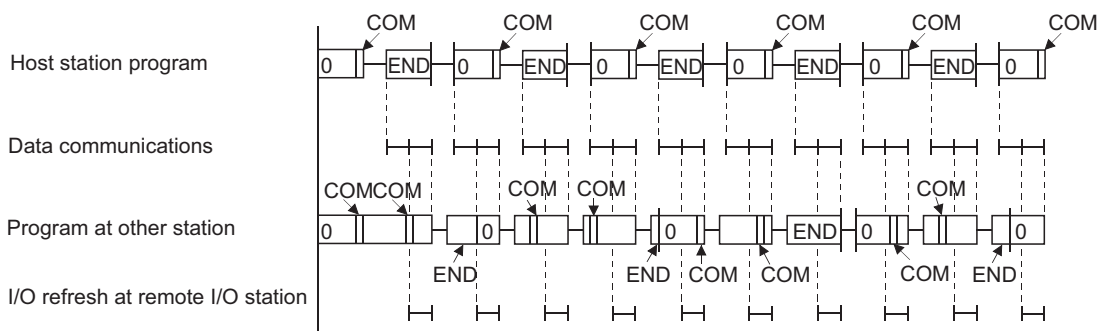 COM COM COM COM COM COM
Host station program 0 END 0 END 0 END 0 END 0 END 0
Data communications
COM COM COM COM COM
Program at other station 0 0 0 END 0 0
END END COM COM COM END
I/O refresh at remote I/O station